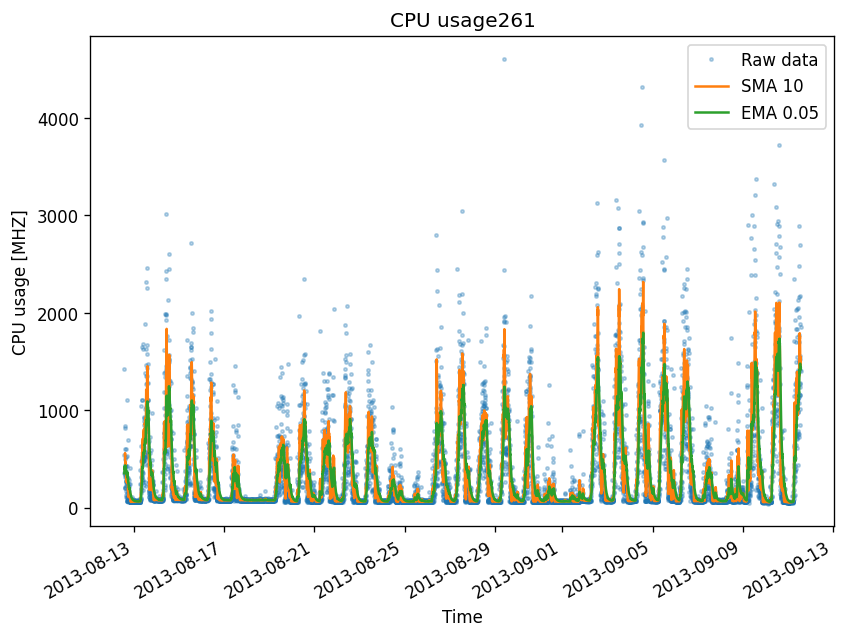 CPU usage261
Raw data
SMA 10
EMA 0.05
CPU usage [MHZ]
4000
3000
2000
1000
0
2013-08-13
2013-08-17
2013-08-21
2013-08-25
2013-08-29
2013-09-01
2013-09-05
2013-09-09
2013-09-13
Time